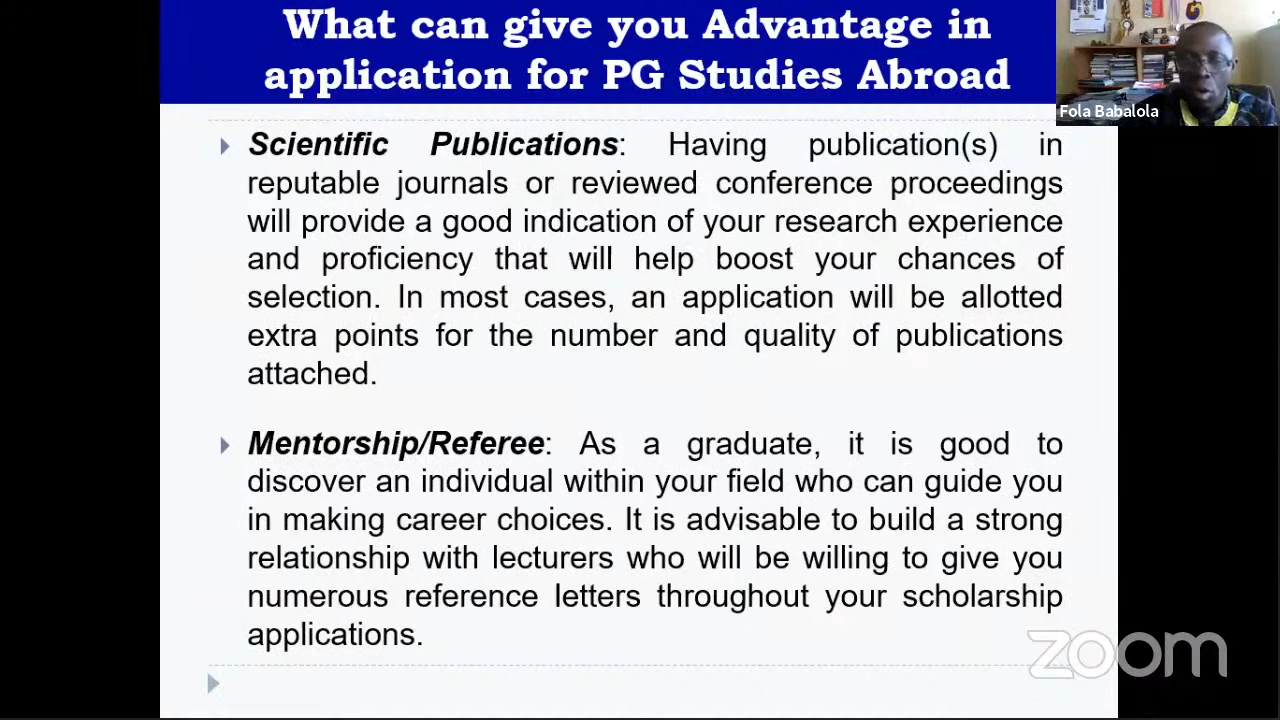 What can give you Advantage in
application for PG Studies Abroad
Fola Babalola
Scientific Publications: Having publication(s) in
reputable journals or reviewed conference proceedings
will provide a good indication of your research experience
and proficiency that will help boost your chances of
selection. In most cases, an application will be allotted
extra points for the number and quality of publications
attached.
Mentorship/Referee: As a graduate, it is good to
discover an individual within your field who can guide you
in making career choices. It is advisable to build a strong
relationship with lecturers who will be willing to give you
numerous reference letters throughout your scholarship
applications.
zoom